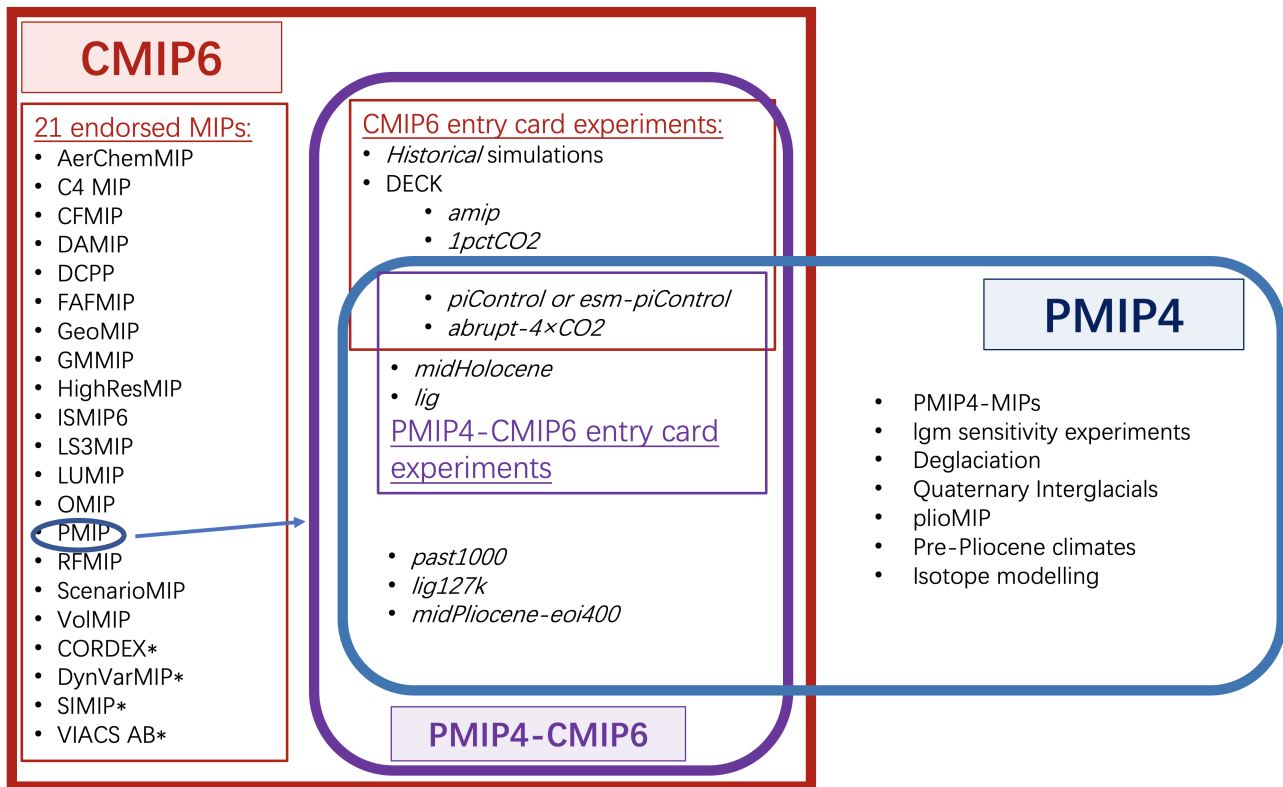 CMIP6
21 endorsed MIPs:
• AerChemMIP
• C4 MIP
• CFMIP
• DAMIP
• DCPP
• FAFMIP
• GeoMIP
• GMMIP
• HighResMIP
• ISMIP6
• LS3MIP
• LUMIP
• OMIP
• PMIP
• RFMIP
• ScenarioMIP
• VolMIP
• CORDEX*
• DynVarMIP*
• SIMIP*
• VIACS AB*
CMIP6 entry card experiments:
• Historical simulations
• DECK
• amip
• 1pctCO2
• piControl or esm-piControl
• abrupt-4×CO2
• midHolocene
• lig
PMIP4-CMIP6 entry card
experiments
• past1000
• lig127k
• midPliocene-eoi400
PMIP4-CMIP6
PMIP4
• PMIP4-MIPs
• lgm sensitivity experiments
• Deglaciation
• Quaternary Interglacials
• plioMIP
• Pre-Pliocene climates
• Isotope modelling